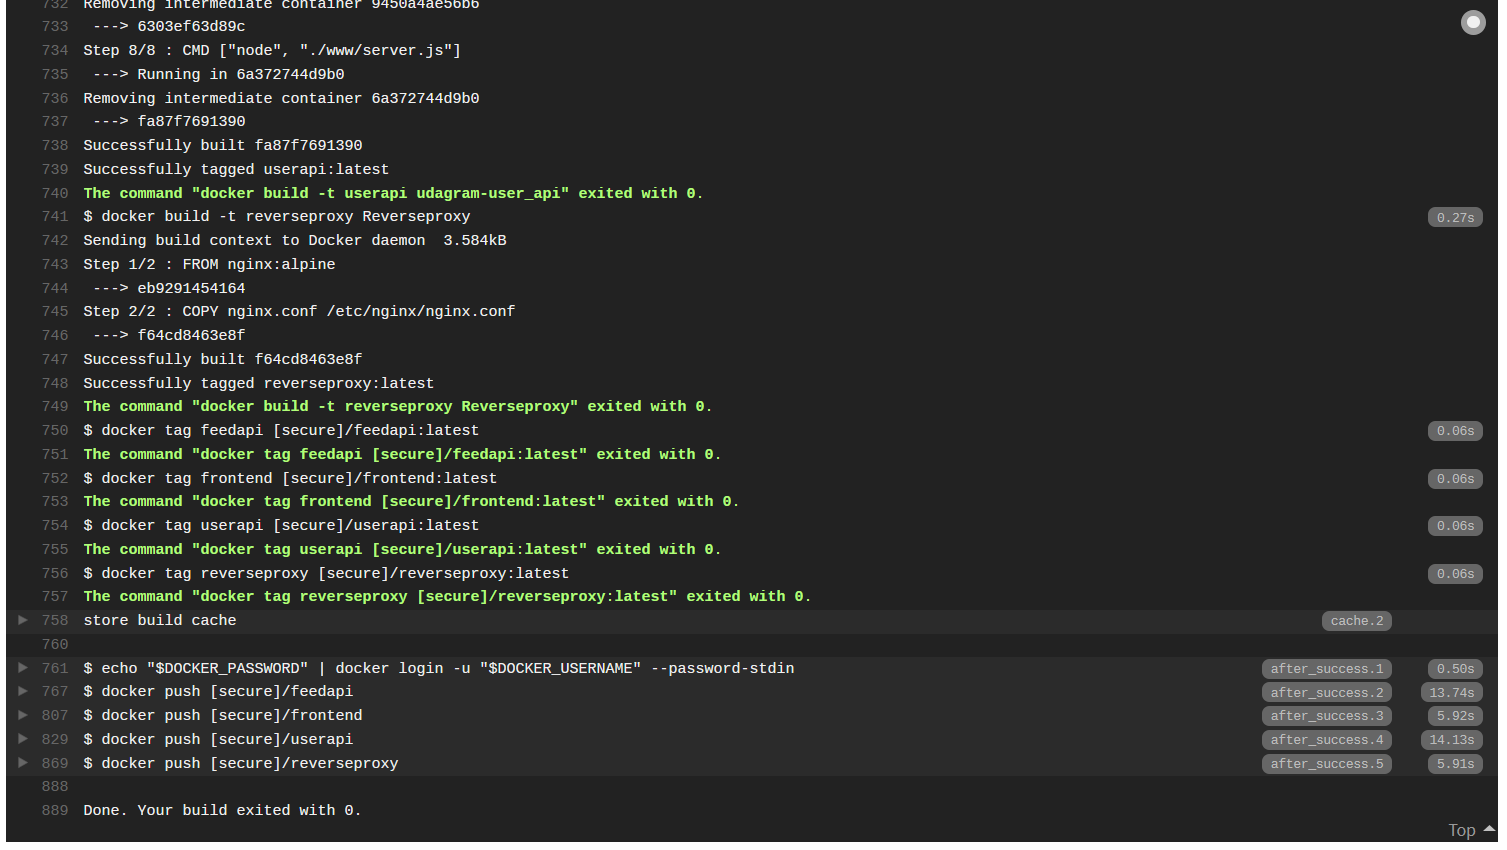 732 Removing intermediate container 9450a4ae56b6
733 ---> 6303ef63d89c
734 Step 8/8 : CMD ["node", "./www/server.js"]
735 ---> Running in 6a372744d9b0
736 Removing intermediate container 6a372744d9b0
737 ---> fa87f7691390
738 Successfully built fa87f7691390
739 Successfully tagged userapi:latest
740 The command "docker build -t userapi udagram-user_api" exited with 0.
741 $ docker build -t reverseproxy Reverseproxy 0.27s
742 Sending build context to Docker daemon 3.584kB
743 Step 1/2 : FROM nginx:alpine
744 ---> eb9291454164
745 Step 2/2 : COPY nginx.conf /etc/nginx/nginx.conf
746 ---> f64cd8463e8f
747 Successfully built f64cd8463e8f
748 Successfully tagged reverseproxy:latest
749 The command "docker build -t reverseproxy Reverseproxy" exited with 0.
750 $ docker tag feedapi [secure]/feedapi:latest 0.06s
751 The command "docker tag feedapi [secure]/feedapi:latest" exited with 0.
752 $ docker tag frontend [secure]/frontend:latest 0.06s
753 The command "docker tag frontend [secure]/frontend:latest" exited with 0.
754 $ docker tag userapi [secure]/userapi:latest 0.06s
755 The command "docker tag userapi [secure]/userapi:latest" exited with 0.
756 $ docker tag reverseproxy [secure]/reverseproxy:latest 0.06s
757 The command "docker tag reverseproxy [secure]/reverseproxy:latest" exited with 0.
758 store build cache cache.2
760
761 $ echo "$DOCKER_PASSWORD" | docker login -u "$DOCKER_USERNAME" --password-stdin after_success.1 0.50s
767 $ docker push [secure]/feedapi after_success.2 13.74s
807 $ docker push [secure]/frontend after_success.3 5.92s
829 $ docker push [secure]/userapi after_success.4 14.13s
869 $ docker push [secure]/reverseproxy after_success.5 5.91s
888
889 Done. Your build exited with 0.
Top